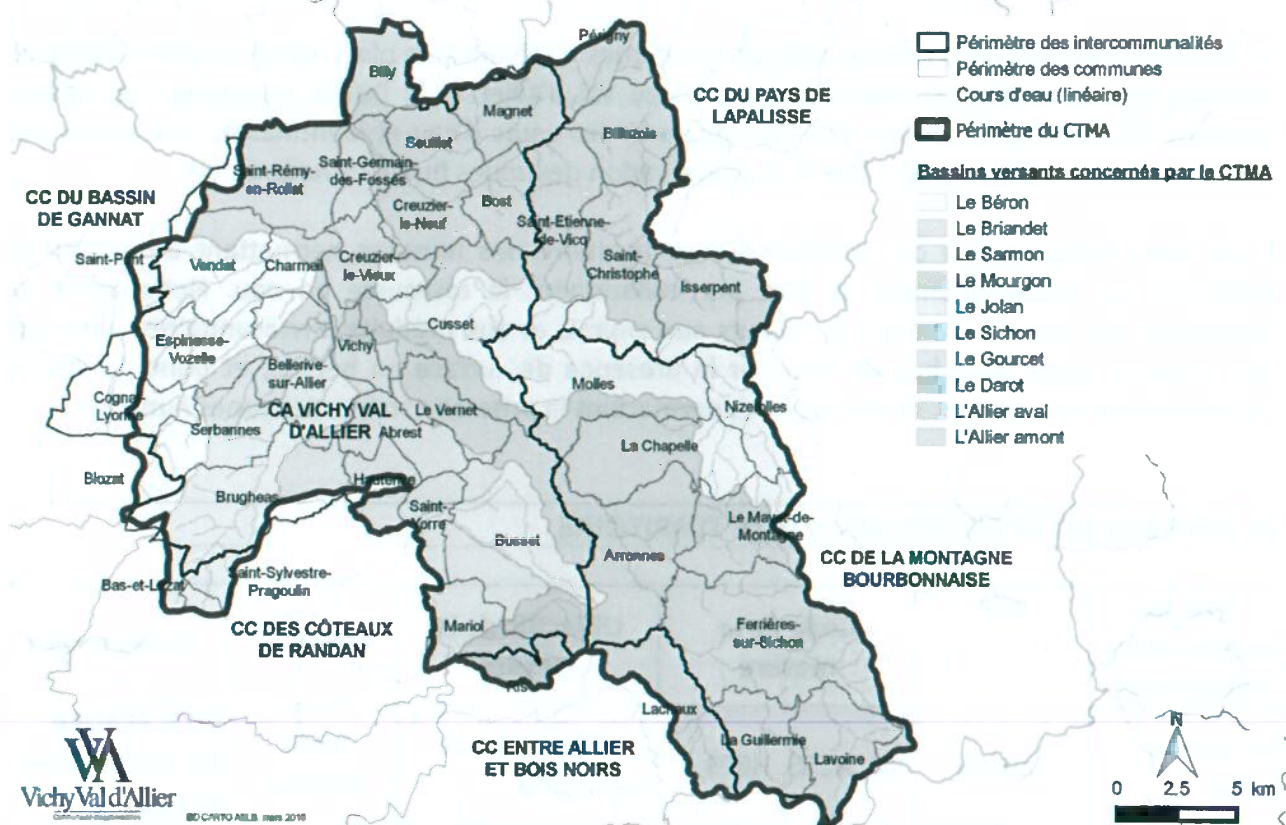 Périgny
Billy
Magnet
CC DU PAYS DE
LAPALISSE
Seuillet
Billezois
Saint-Rémy-
en-Rollat
Saint-Germain-
des-Fossés
CC DU BASSIN
DE GANNAT
Creuzier-
le-Neuf
Bost
Saint-Etienne-
de-Vicq
Saint-Pont
Vendat
Charmeil
Creuzier-
le-Vieux
Saint-
Christophe
Isserpent
Cusset
Espinasse-
Vozelle
Vichy
Bellerive-
sur-Allier
Molles
Cognat-
Lyonne
CA VICHY VAL
D'ALLIER
Le Vernet
Nizerolles
Serbannes
Abrest
La Chapelle
Biozat
Brugheas
Hauterive
Saint-
Yorre
Le Mayet-de-
Montagne
Busset
Arronnes
CC DE LA MONTAGNE
BOURBONNAISE
Bas-et-Lezat
Saint-Sylvestre-
Pragoulin
CC DES CÔTEAUX
DE RANDAN
Mariol
Ferrières-
sur-Sichon
Ris
Lachaux
CC ENTRE ALLIER
ET BOIS NOIRS
La Guillermie
Lavoine
Périmètre des intercommunalités
Périmètre des communes
Cours d'eau (linéaire)
Périmètre du CTMA
Bassins versants concernés par le CTMA
Le Béron
Le Briandet
Le Sarmon
Le Mourgon
Le Jolan
Le Sichon
Le Gourcet
Le Darot
L'Allier aval
L'Allier amont
N
0 2,5 5 km
VVA
Vichy Val d'Allier